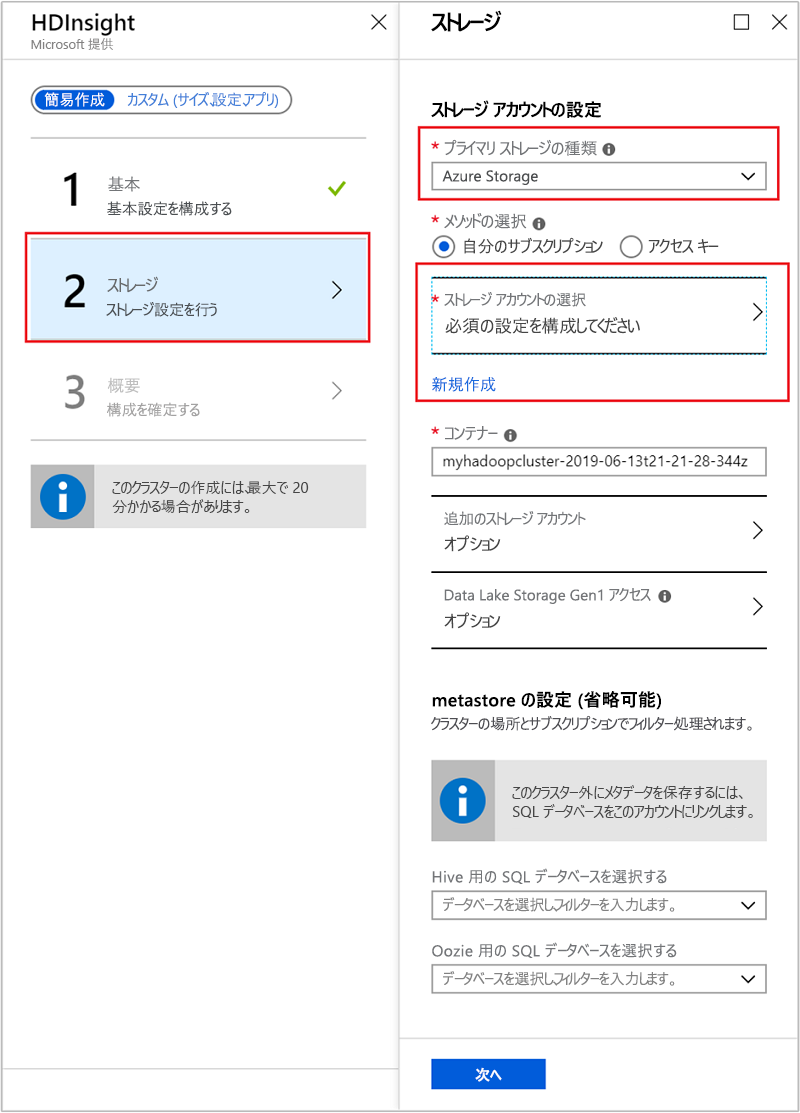 HDInsight
Microsoft 提供
簡易作成 カスタム (サイズ,設定,アプリ)
1 基本
基本設定を構成する
2 ストレージ
ストレージ設定を行う
3 概要
構成を確定する
このクラスターの作成には、最大で 20
分かかる場合があります。
ストレージ
ストレージ アカウントの設定
* プライマリ ストレージの種類
Azure Storage
* メソッドの選択
自分のサブスクリプション アクセス キー
* ストレージ アカウントの選択
必須の設定を構成してください
新規作成
* コンテナー
myhadoopcluster-2019-06-13t21-21-28-344z
追加のストレージ アカウント
オプション
Data Lake Storage Gen1 アクセス
オプション
metastore の設定 (省略可能)
クラスターの場所とサブスクリプションでフィルター処理されます。
このクラスター外にメタデータを保存するには、
SQL データベースをこのアカウントにリンクします。
Hive 用の SQL データベースを選択する
データベースを選択し、フィルターを入力します。
Oozie 用の SQL データベースを選択する
データベースを選択し、フィルターを入力します。
次へ